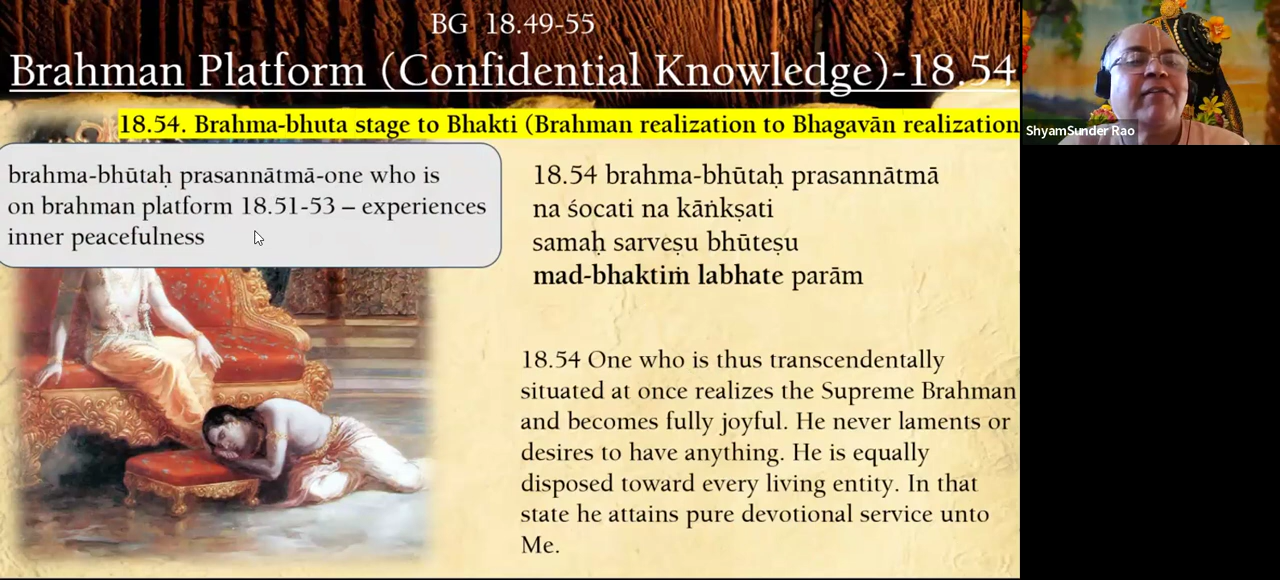 BG 18.49-55
Brahman Platform (Confidential Knowledge)-18.54
18.54. Brahma-bhuta stage to Bhakti (Brahman realization to Bhagavān realization
brahma-bhūtaḥ prasannātmā-one who is
on brahman platform 18.51-53 – experiences
inner peacefulness
18.54 brahma-bhūtaḥ prasannātmā
na śocati na kāṅkṣati
samaḥ sarveṣu bhūteṣu
mad-bhaktiṁ labhate parām
18.54 One who is thus transcendentally
situated at once realizes the Supreme Brahman
and becomes fully joyful. He never laments or
desires to have anything. He is equally
disposed toward every living entity. In that
state he attains pure devotional service unto
Me.
ShyamSunder Rao